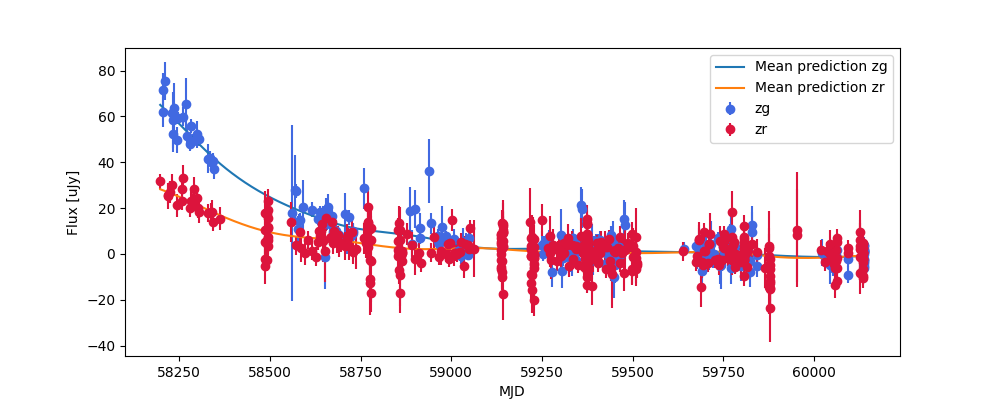 80
60
40
20
0
−20
−40
Flux [uJy]
58250
58500
58750
59000
59250
59500
59750
60000
MJD
Mean prediction zg
Mean prediction zr
zg
zr